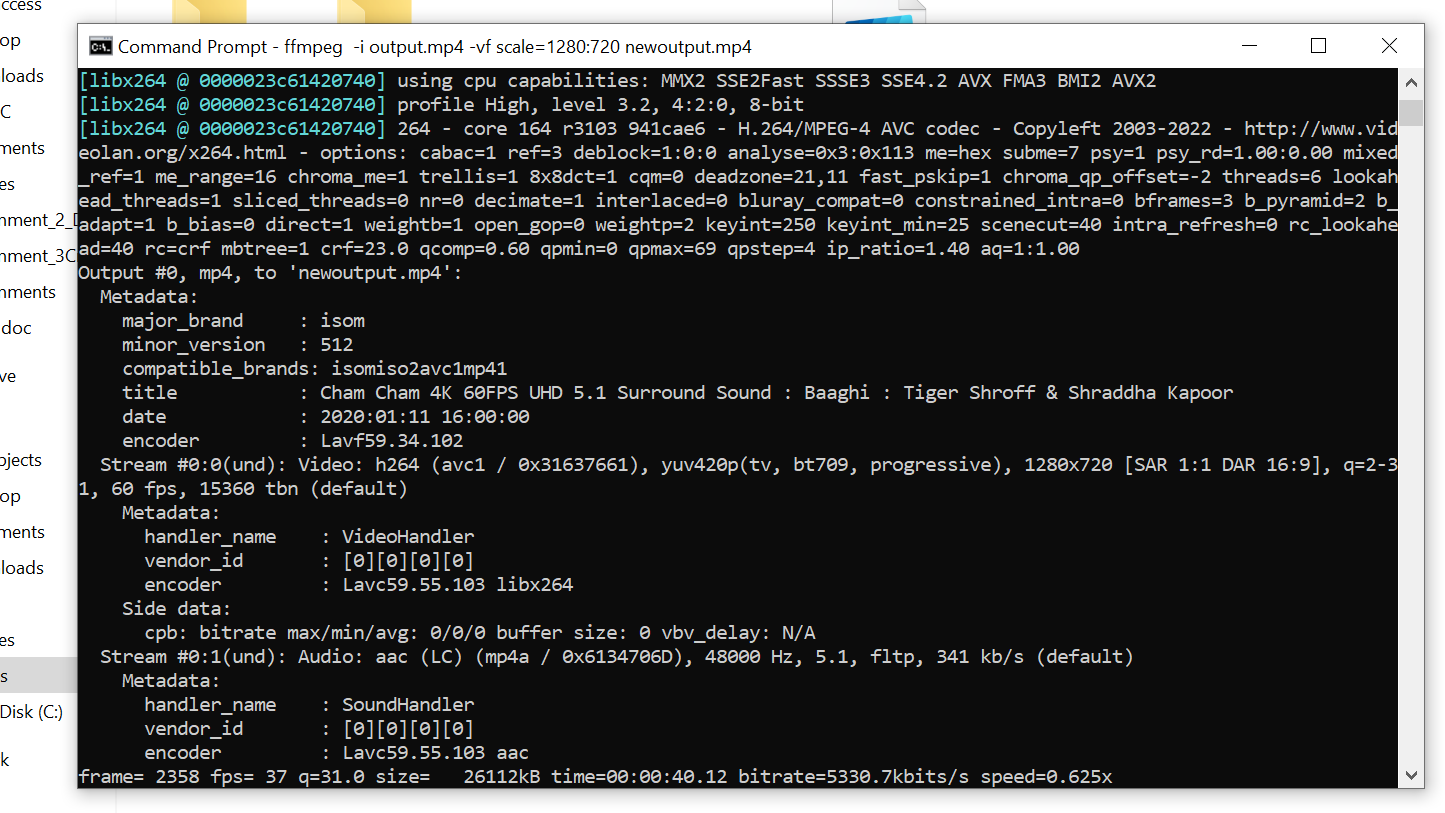 ccess
op
loads
C
ments
es
nment_2_D
nment_3C
nments
doc
ve
bjects
op
ments
loads
es
s
Disk (C:)
k
Command Prompt - ffmpeg  -i output.mp4 -vf scale=1280:720 newoutput.mp4
[libx264 @ 0000023c61420740] using cpu capabilities: MMX2 SSE2Fast SSSE3 SSE4.2 AVX FMA3 BMI2 AVX2
[libx264 @ 0000023c61420740] profile High, level 3.2, 4:2:0, 8-bit
[libx264 @ 0000023c61420740] 264 - core 164 r3103 941cae6 - H.264/MPEG-4 AVC codec - Copyleft 2003-2022 - http://www.vid
eolan.org/x264.html - options: cabac=1 ref=3 deblock=1:0:0 analyse=0x3:0x113 me=hex subme=7 psy=1 psy_rd=1.00:0.00 mixed
_ref=1 me_range=16 chroma_me=1 trellis=1 8x8dct=1 cqm=0 deadzone=21,11 fast_pskip=1 chroma_qp_offset=-2 threads=6 lookah
ead_threads=1 sliced_threads=0 nr=0 decimate=1 interlaced=0 bluray_compat=0 constrained_intra=0 bframes=3 b_pyramid=2 b_
adapt=1 b_bias=0 direct=1 weightb=1 open_gop=0 weightp=2 keyint=250 keyint_min=25 scenecut=40 intra_refresh=0 rc_lookahe
ad=40 rc=crf mbtree=1 crf=23.0 qcomp=0.60 qpmin=0 qpmax=69 qpstep=4 ip_ratio=1.40 aq=1:1.00
Output #0, mp4, to 'newoutput.mp4':
  Metadata:
    major_brand     : isom
    minor_version   : 512
    compatible_brands: isomiso2avc1mp41
    title           : Cham Cham 4K 60FPS UHD 5.1 Surround Sound : Baaghi : Tiger Shroff & Shraddha Kapoor
    date            : 2020:01:11 16:00:00
    encoder         : Lavf59.34.102
  Stream #0:0(und): Video: h264 (avc1 / 0x31637661), yuv420p(tv, bt709, progressive), 1280x720 [SAR 1:1 DAR 16:9], q=2-3
1, 60 fps, 15360 tbn (default)
    Metadata:
      handler_name    : VideoHandler
      vendor_id       : [0][0][0][0]
      encoder         : Lavc59.55.103 libx264
    Side data:
      cpb: bitrate max/min/avg: 0/0/0 buffer size: 0 vbv_delay: N/A
  Stream #0:1(und): Audio: aac (LC) (mp4a / 0x6134706D), 48000 Hz, 5.1, fltp, 341 kb/s (default)
    Metadata:
      handler_name    : SoundHandler
      vendor_id       : [0][0][0][0]
      encoder         : Lavc59.55.103 aac
frame= 2358 fps= 37 q=31.0 size=   26112kB time=00:00:40.12 bitrate=5330.7kbits/s speed=0.625x